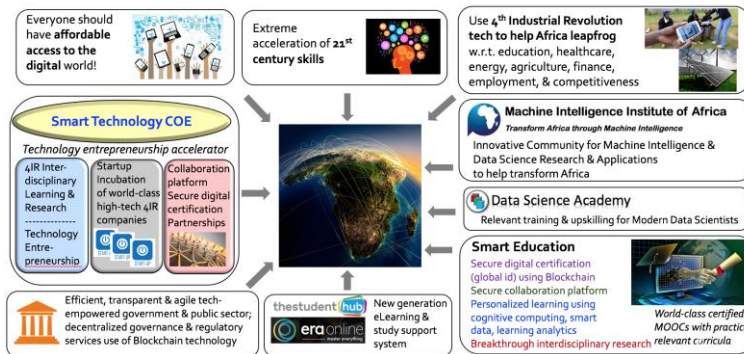 Everyone should
have affordable
access to the
digital world!
Extreme
acceleration of 21st
century skills
Use 4th Industrial Revolution
tech to help Africa leapfrog
w.r.t. education, healthcare,
energy, agriculture, finance,
employment, & competitiveness
Smart Technology COE
Technology entrepreneurship accelerator
4IR Inter-
disciplinary
Learning &
Research
-------------
Technology
Entre-
preneurship
Startup
Incubation
of world-class
high-tech 4IR
companies
START UP
START UP
START UP
Collaboration
platform
Secure digital
certification
Partnerships
Machine Intelligence Institute of Africa
Transform Africa through Machine Intelligence
Innovative Community for Machine Intelligence &
Data Science Research & Applications
to help transform Africa
Data Science Academy
Relevant training & upskilling for Modern Data Scientists
Smart Education
Secure digital certification
(global id) using Blockchain
Secure collaboration platform
Personalized learning using
cognitive computing, smart
data, learning analytics
Breakthrough interdisciplinary research
World-class certified
MOOCs with practic
relevant curricula
Efficient, transparent & agile tech-
empowered government & public sector;
decentralized governance & regulatory
services use of Blockchain technology
thestudenthub
era online
New generation
eLearning &
study support
system